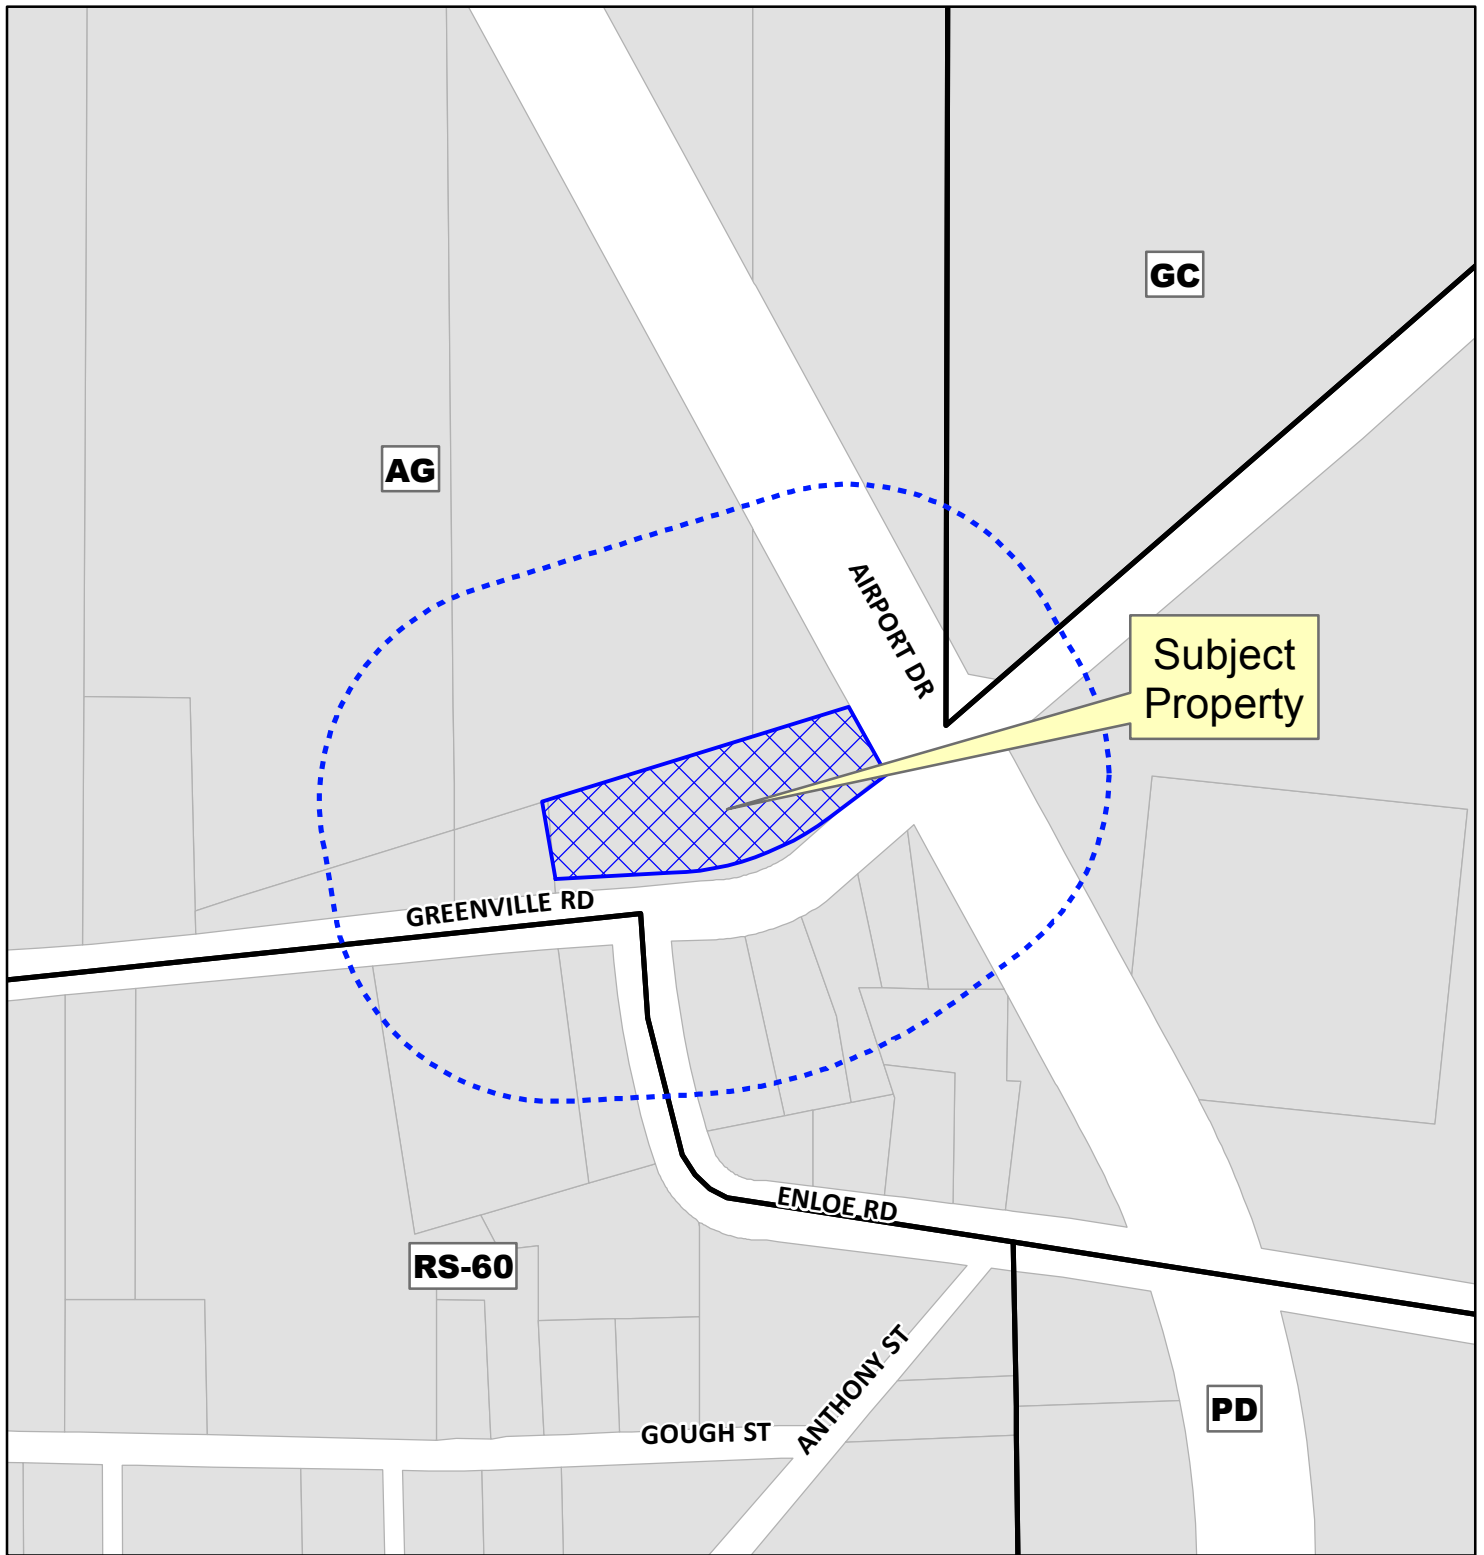 GC
AG
AIRPORT DR
Subject
Property
GREENVILLE RD
ENLOE RD
RS-60
ANTHONY ST
PD
GOUGH ST